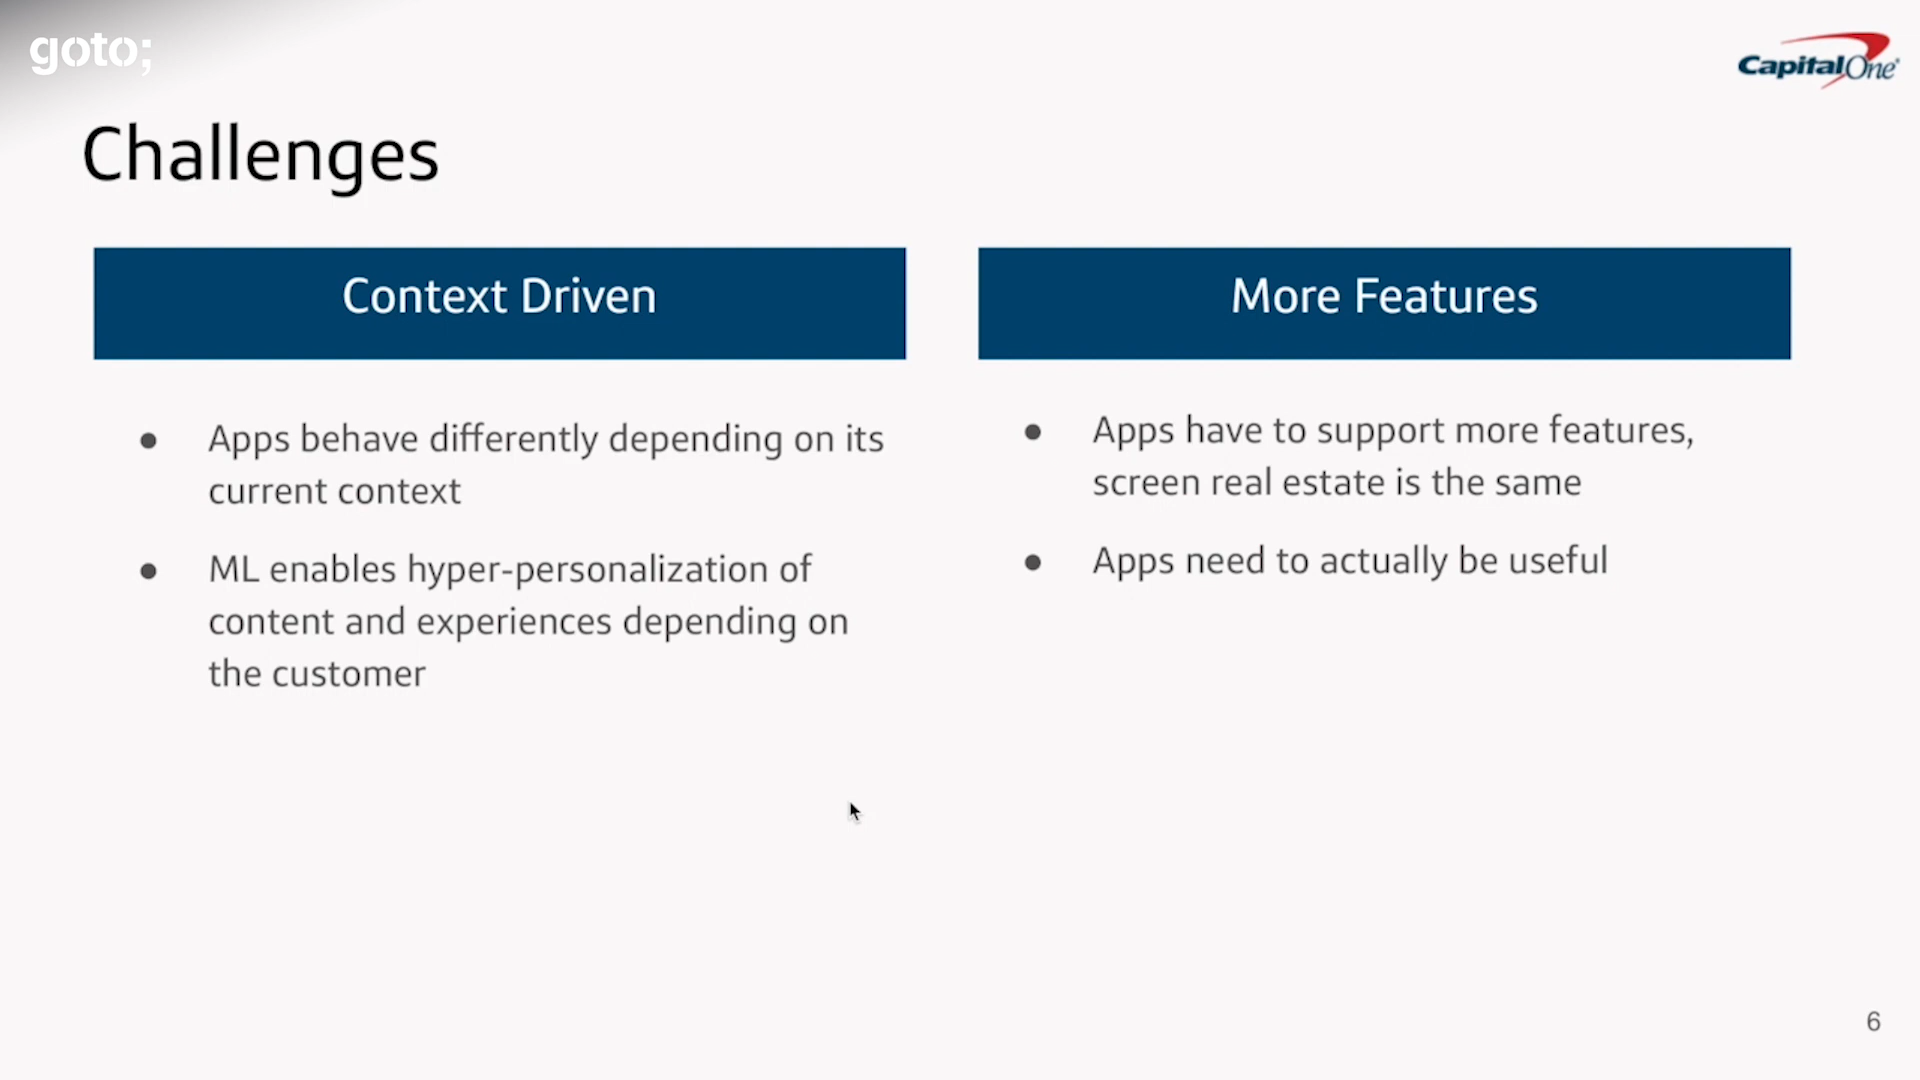 goto;
CapitalOne
Challenges
Context Driven
● Apps behave differently depending on its
current context
● ML enables hyper-personalization of
content and experiences depending on
the customer
More Features
● Apps have to support more features,
screen real estate is the same
● Apps need to actually be useful
6